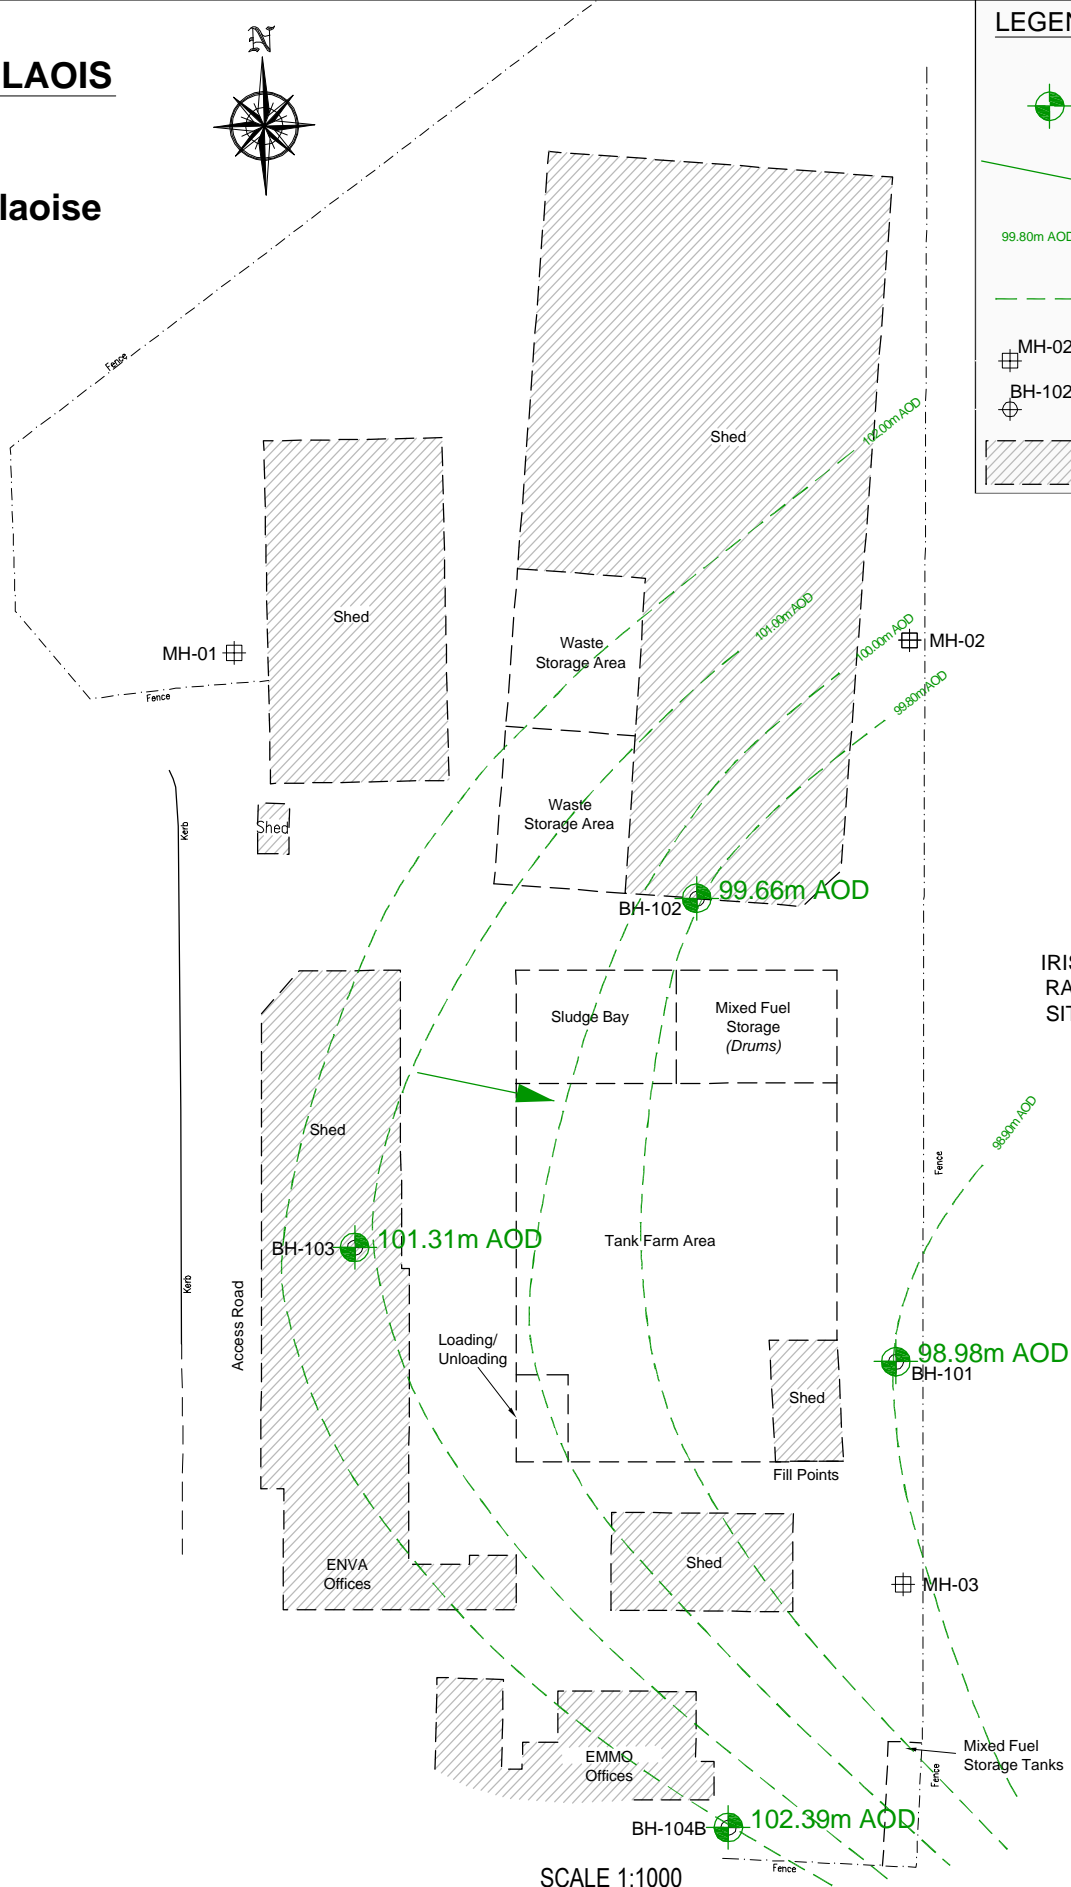 N
LEGEN
LAOIS
laoise
99.80m AOD
MH-02
BH-102
Fence
102.00m AOD
Shed
Shed
101.00m AOD
100.00m AOD
MH-01
Waste
Storage Area
MH-02
99.80m AOD
Fence
Waste
Storage Area
Kerb
Shed
99.66m AOD
BH-102
IRIS
RA
SIT
Sludge Bay
Mixed Fuel
Storage
(Drums)
98.90m AOD
Shed
Fence
BH-103
101.31m AOD
Tank Farm Area
Kerb
Access Road
Loading/
Unloading
98.98m AOD
BH-101
Shed
Fill Points
ENVA
Offices
Shed
MH-03
EMMO
Offices
Mixed Fuel
Storage Tanks
Fence
BH-104B
102.39m AOD
Fence
SCALE 1:1000